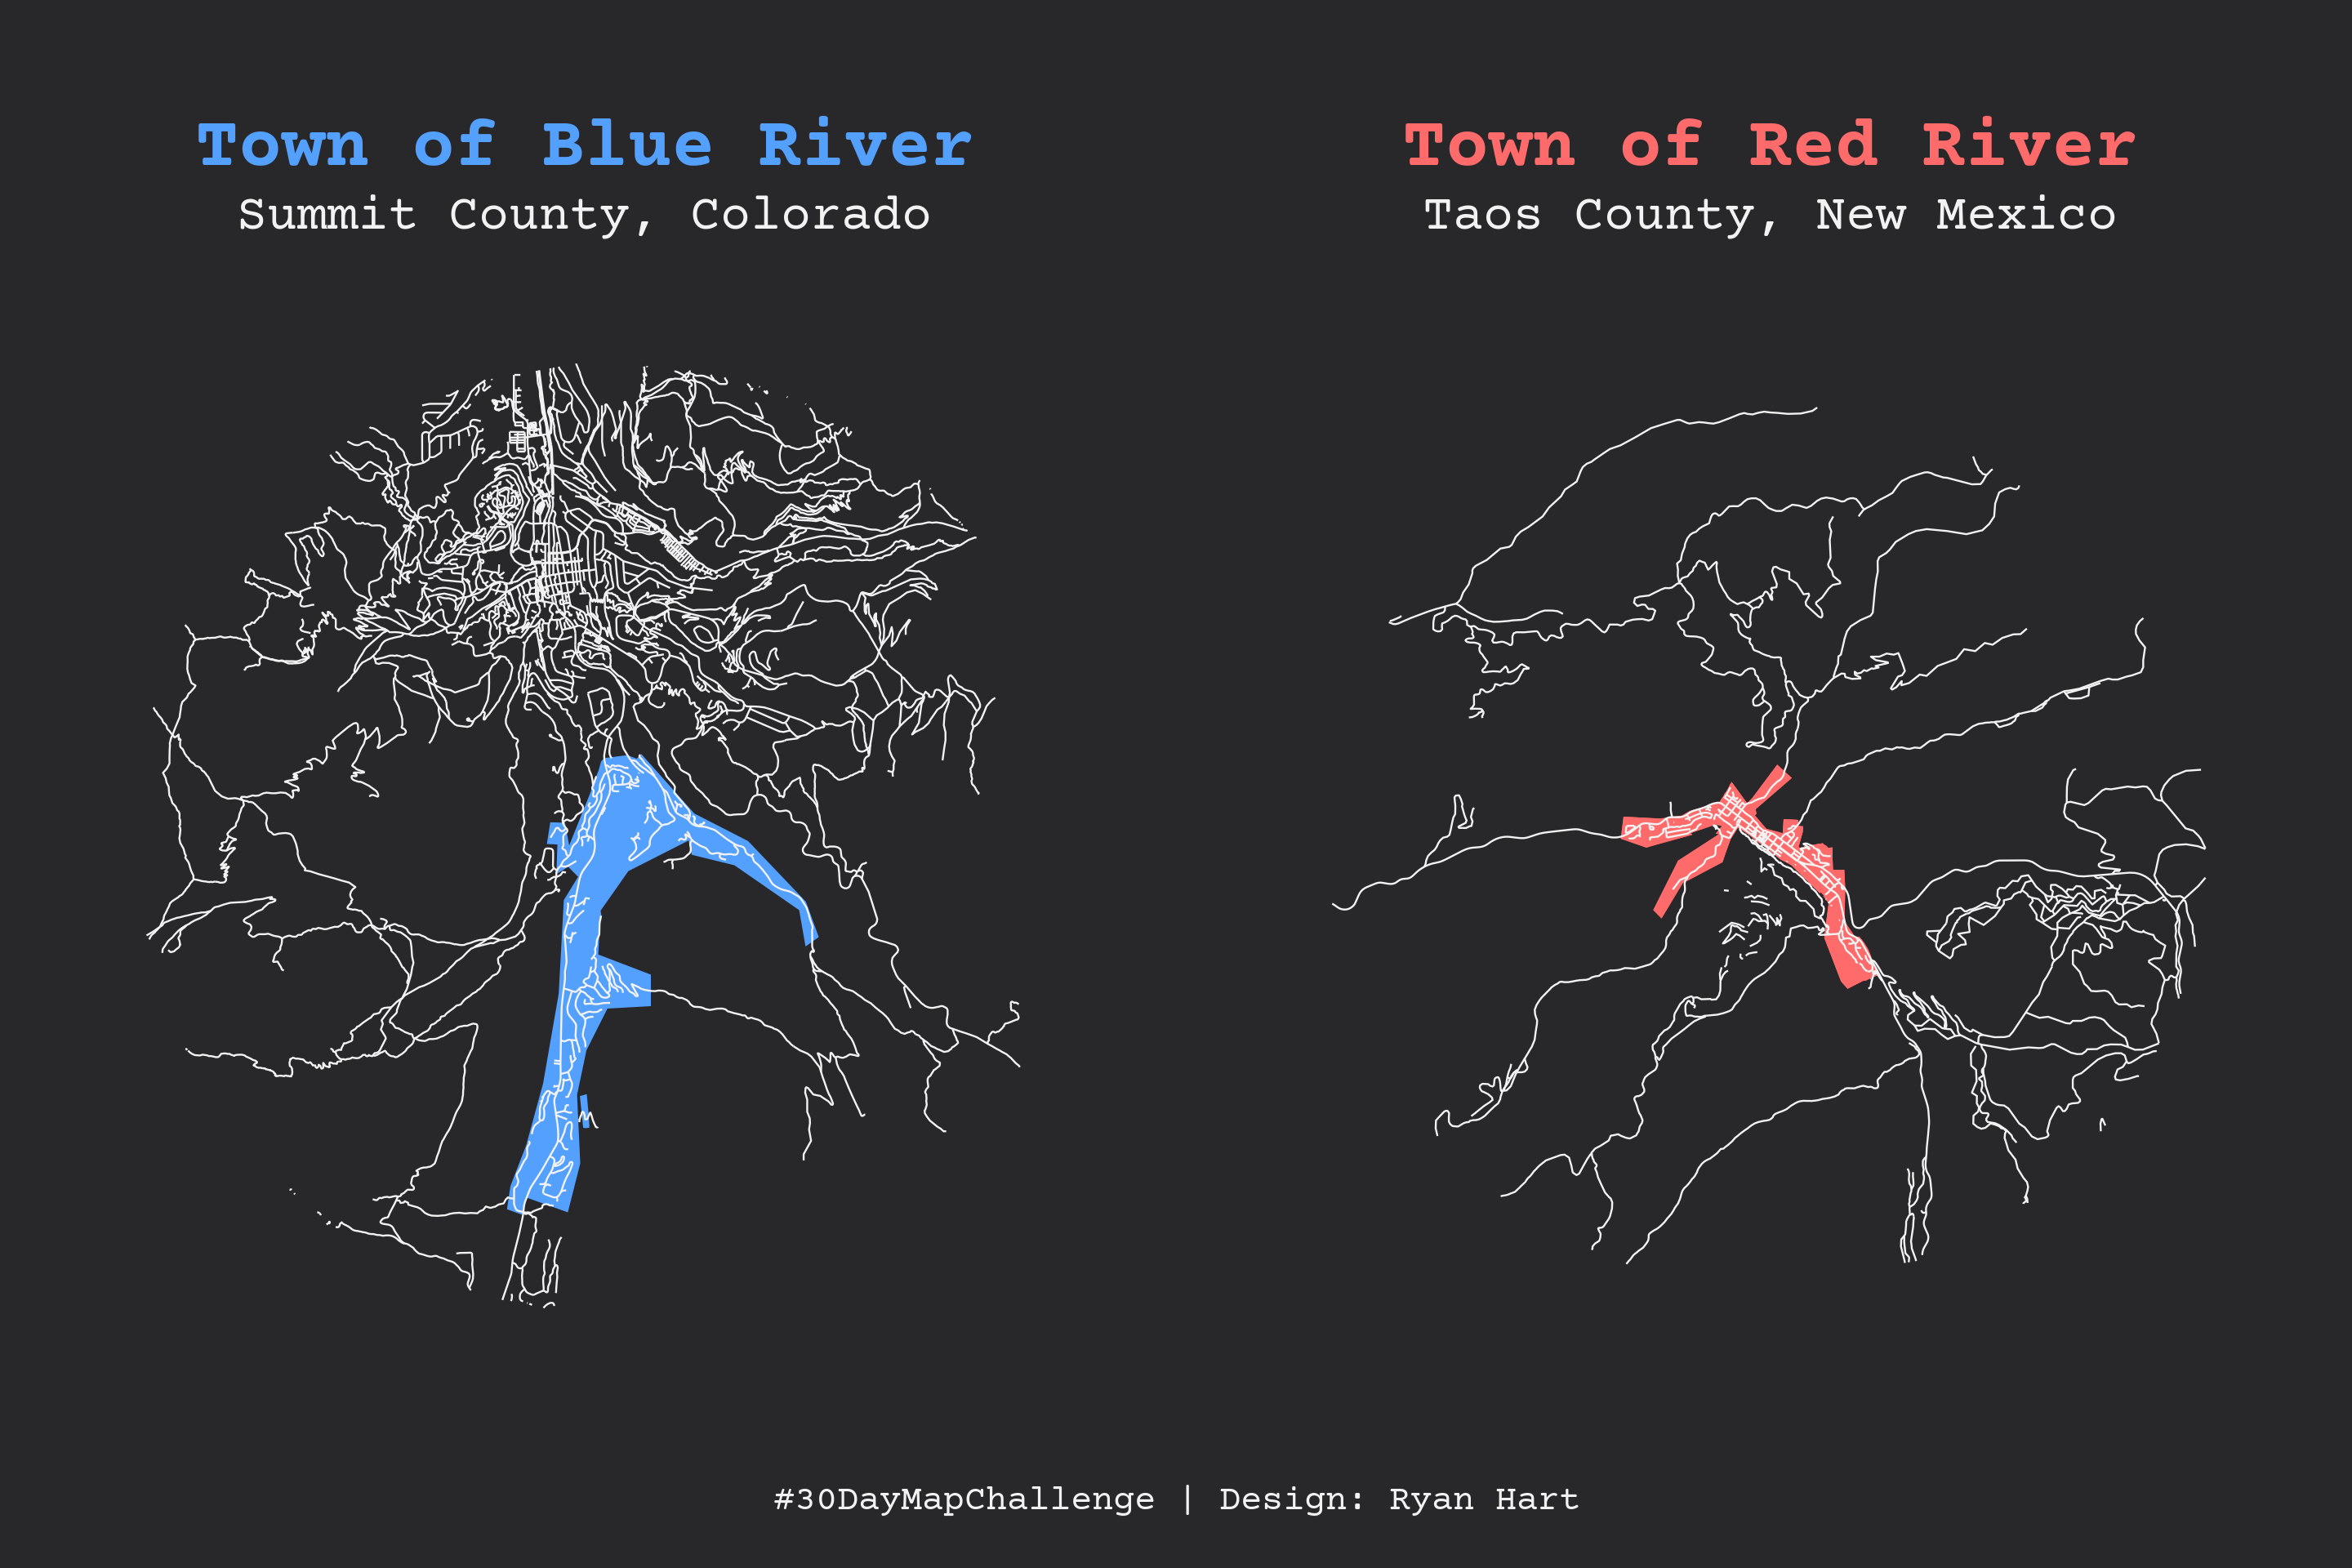 Town of Blue River
Summit County, Colorado
Town of Red River
Taos County, New Mexico
#30DayMapChallenge | Design: Ryan Hart